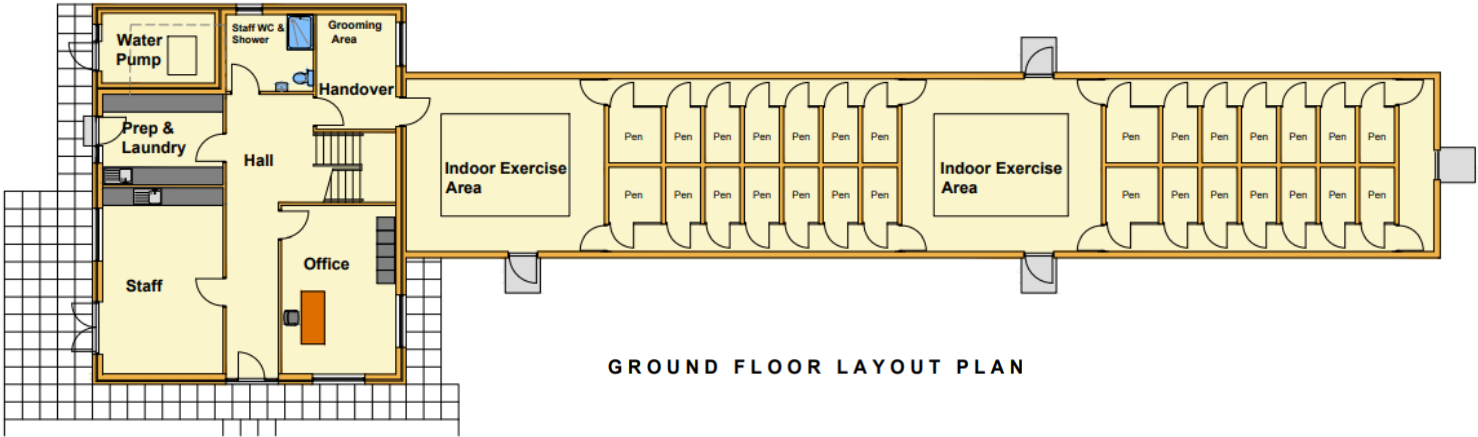 Staff WC &
Shower
Grooming
Area
Water
Pump
Handover
Prep &
Laundry
Hall
Indoor Exercise
Area
Pen Pen Pen Pen Pen Pen Pen
Pen Pen Pen Pen Pen Pen Pen
Indoor Exercise
Area
Pen Pen Pen Pen Pen Pen Pen
Pen Pen Pen Pen Pen Pen Pen
Office
Staff
GROUND FLOOR LAYOUT PLAN